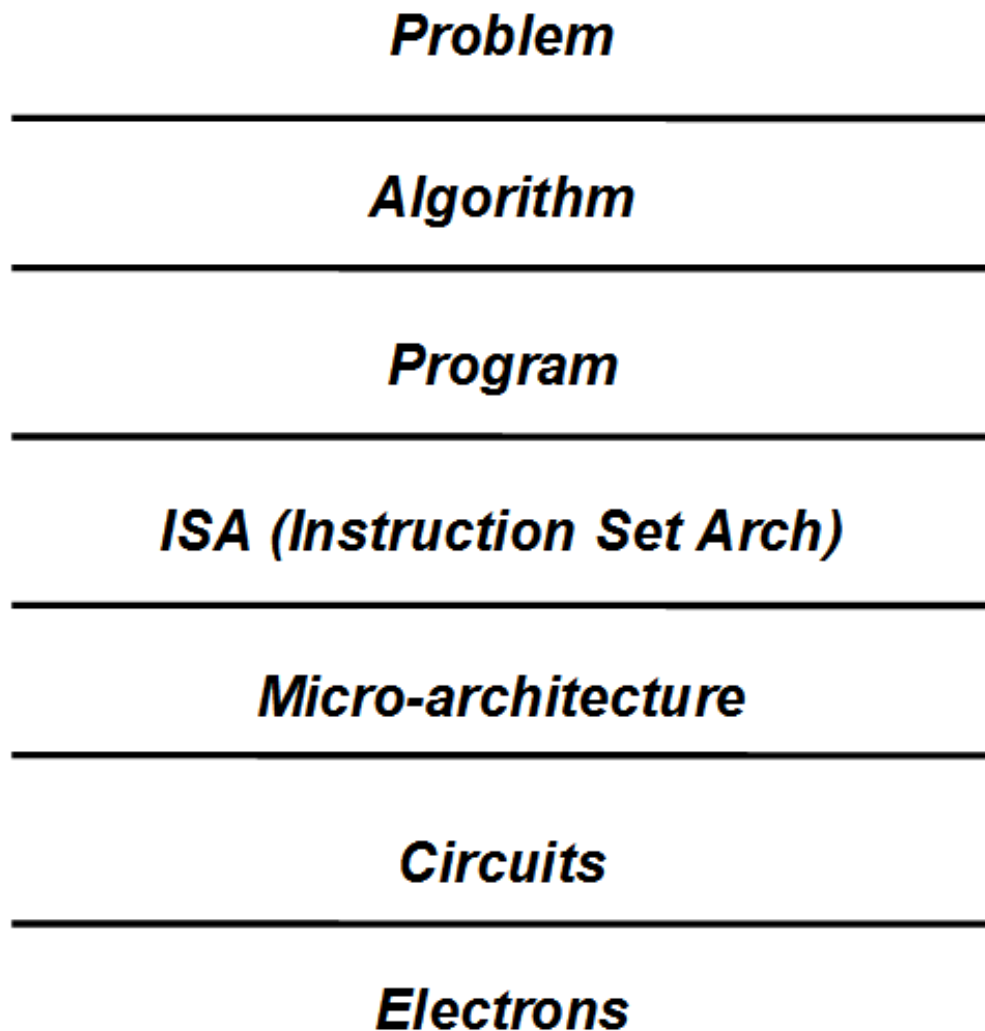 Problem
Algorithm
Program
ISA (Instruction Set Arch)
Micro-architecture
Circuits
Electrons